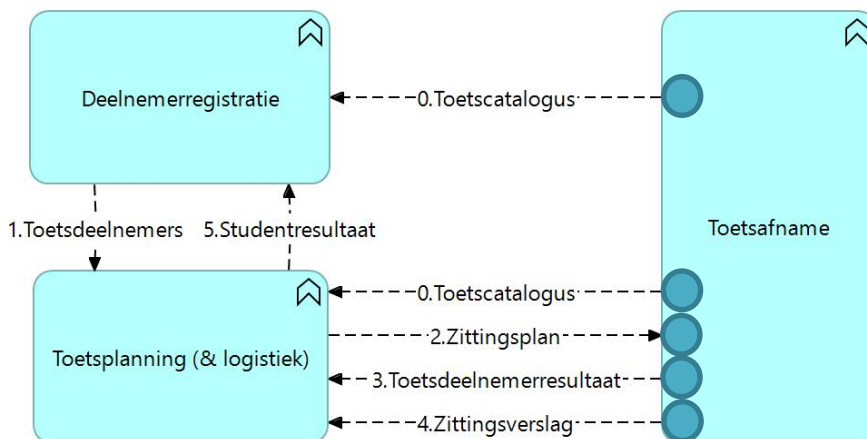 Deelnemerregistratie
0.Toetscatalogus
1.Toetsdeelnemers
5.Studentresultaat
Toetsafname
0.Toetscatalogus
2.Zittingsplan
Toetsplanning (& logistiek)
3.Toetsdeelnemerresultaat
4.Zittingsverslag